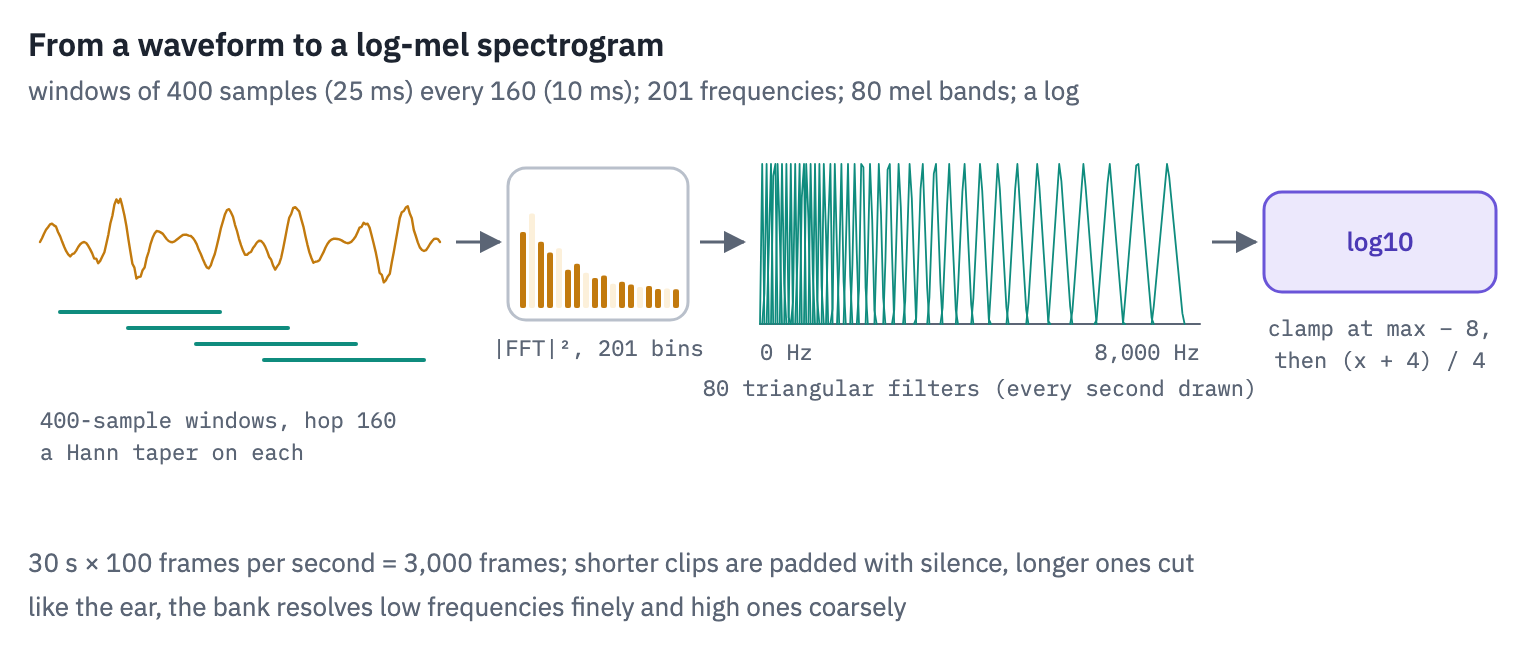 From a waveform to a log-mel spectrogram
windows of 400 samples (25 ms) every 160 (10 ms); 201 frequencies; 80 mel bands; a log
log10
|FFT|², 201 bins
0 Hz
8,000 Hz
80 triangular filters (every second drawn)
clamp at max − 8,
then (x + 4) / 4
400-sample windows, hop 160
a Hann taper on each
30 s × 100 frames per second = 3,000 frames; shorter clips are padded with silence, longer ones cut
like the ear, the bank resolves low frequencies finely and high ones coarsely